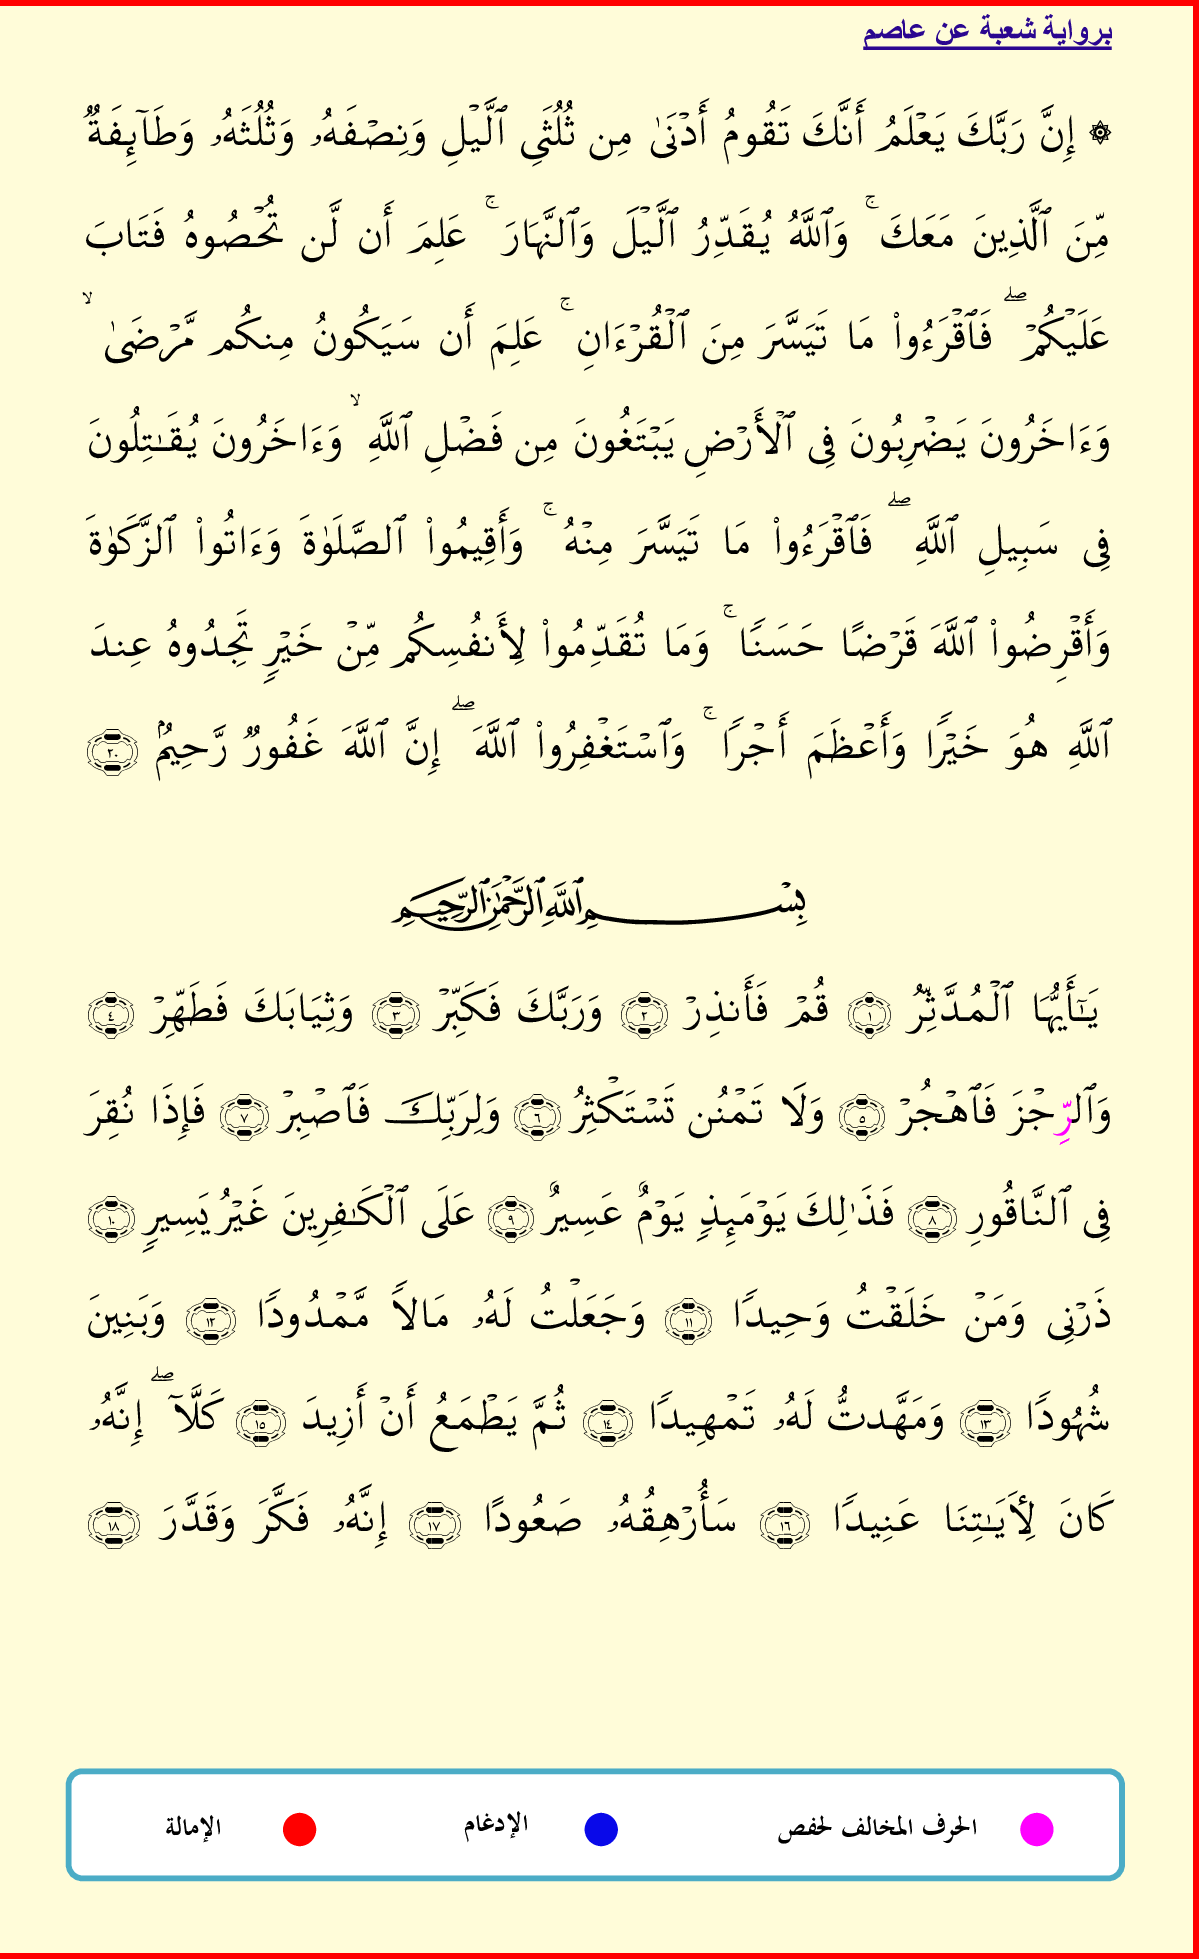 برواية شعبة عن عاصم
۞ إِنَّ رَبَّكَ يَعۡلَمُ أَنَّكَ تَقُومُ أَدۡنَىٰ مِن ثُلُثَيِ ٱلَّيۡلِ وَنِصۡفَهُۥ وَثُلُثَهُۥ وَطَآئِفَةٞ
مِّنَ ٱلَّذِينَ مَعَكَۚ وَٱللَّهُ يُقَدِّرُ ٱلَّيۡلَ وَٱلنَّهَارَۚ عَلِمَ أَن لَّن تُحۡصُوهُ فَتَابَ
عَلَيۡكُمۡۖ فَٱقۡرَءُواْ مَا تَيَسَّرَ مِنَ ٱلۡقُرۡءَانِۚ عَلِمَ أَن سَيَكُونُ مِنكُم مَّرۡضَىٰۙ
وَءَاخَرُونَ يَضۡرِبُونَ فِي ٱلۡأَرۡضِ يَبۡتَغُونَ مِن فَضۡلِ ٱللَّهِۙ وَءَاخَرُونَ يُقَٰتِلُونَ
فِي سَبِيلِ ٱللَّهِۖ فَٱقۡرَءُواْ مَا تَيَسَّرَ مِنۡهُۚ وَأَقِيمُواْ ٱلصَّلَوٰةَ وَءَاتُواْ ٱلزَّكَوٰةَ
وَأَقۡرِضُواْ ٱللَّهَ قَرۡضًا حَسَنٗاۚ وَمَا تُقَدِّمُواْ لِأَنفُسِكُم مِّنۡ خَيۡرٖ تَجِدُوهُ عِندَ
ٱللَّهِ هُوَ خَيۡرٗا وَأَعۡظَمَ أَجۡرٗاۚ وَٱسۡتَغۡفِرُواْ ٱللَّهَۖ إِنَّ ٱللَّهَ غَفُورٞ رَّحِيمُۢ ٢٠
بِسۡمِ ٱللَّهِ ٱلرَّحۡمَٰنِ ٱلرَّحِيمِ
يَٰٓأَيُّهَا ٱلۡمُدَّثِّرُ ١ قُمۡ فَأَنذِرۡ ٢ وَرَبَّكَ فَكَبِّرۡ ٣ وَثِيَابَكَ فَطَهِّرۡ ٤
وَٱلرِّجۡزَ فَٱهۡجُرۡ ٥ وَلَا تَمۡنُن تَسۡتَكۡثِرُ ٦ وَلِرَبِّكَ فَٱصۡبِرۡ ٧ فَإِذَا نُقِرَ
فِي ٱلنَّاقُورِ ٨ فَذَٰلِكَ يَوۡمَئِذٖ يَوۡمٌ عَسِيرٌ ٩ عَلَى ٱلۡكَٰفِرِينَ غَيۡرُ يَسِيرٖ ١٠
ذَرۡنِي وَمَنۡ خَلَقۡتُ وَحِيدٗا ١١ وَجَعَلۡتُ لَهُۥ مَالٗا مَّمۡدُودٗا ١٢ وَبَنِينَ
شُهُودٗا ١٣ وَمَهَّدتُّ لَهُۥ تَمۡهِيدٗا ١٤ ثُمَّ يَطۡمَعُ أَنۡ أَزِيدَ ١٥ كَلَّآۖ إِنَّهُۥ
كَانَ لِأَيَٰتِنَا عَنِيدٗا ١٦ سَأُرۡهِقُهُۥ صَعُودًا ١٧ إِنَّهُۥ فَكَّرَ وَقَدَّرَ ١٨
الحرف المخالف لحفص الإدغام الإمالة